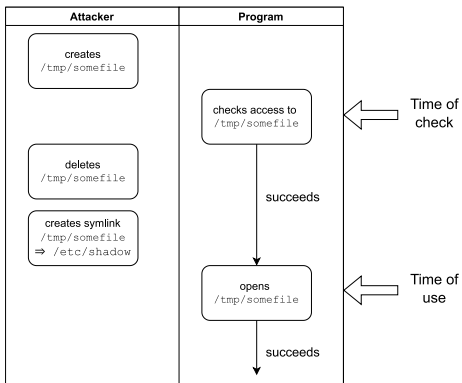 Attacker
Program
creates
/tmp/somefile
checks access to
/tmp/somefile
Time of
check
deletes
/tmp/somefile
succeeds
creates symlink
/tmp/somefile
⇒ /etc/shadow
opens
/tmp/somefile
Time of
use
succeeds